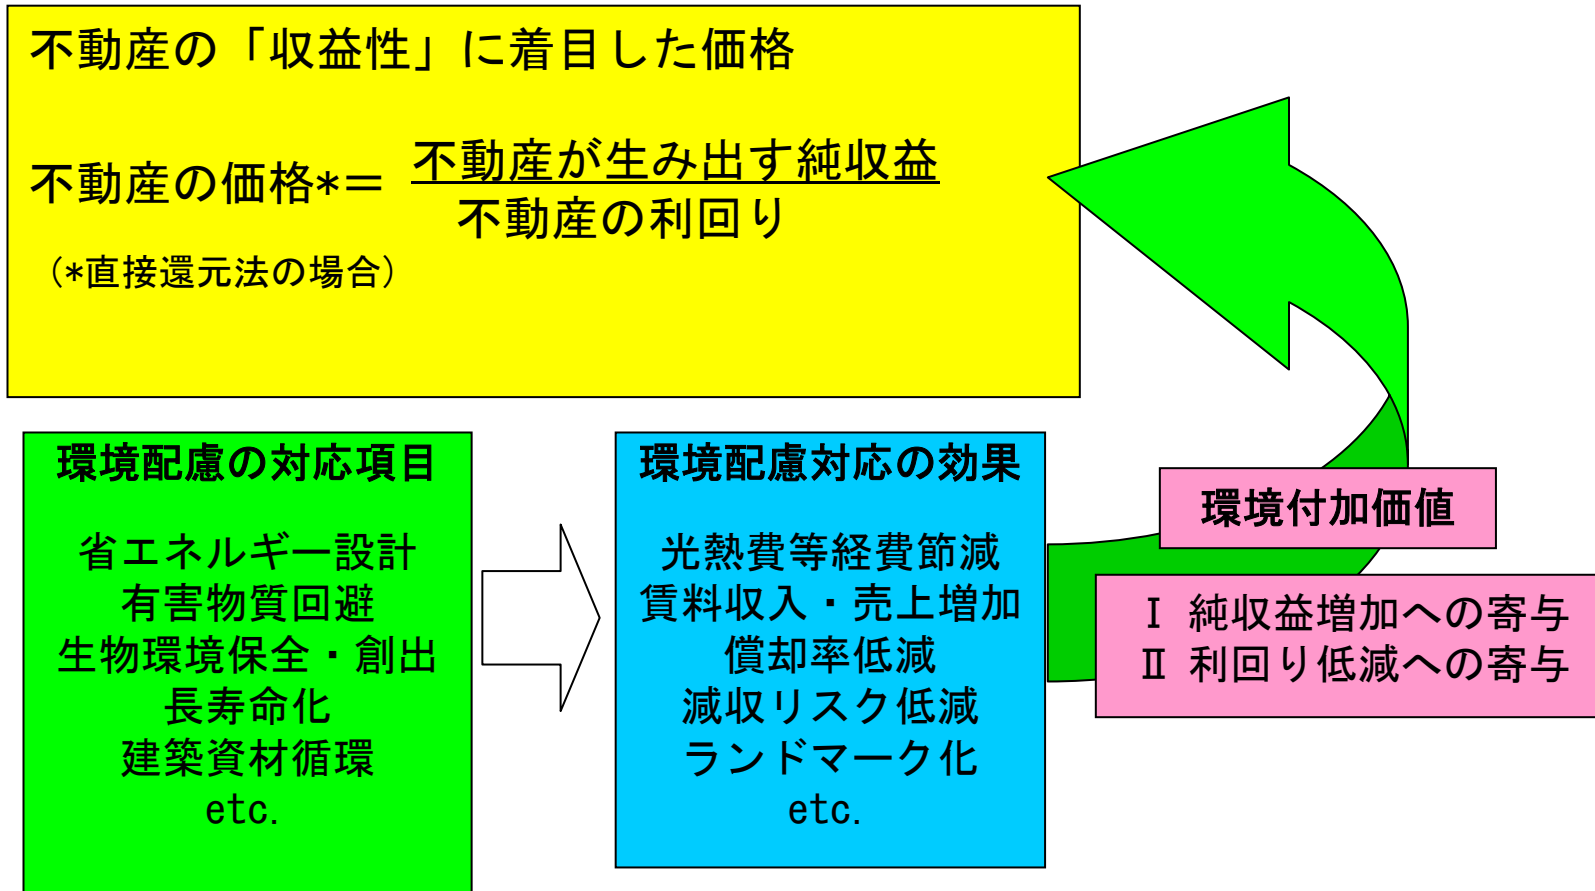 不動産の「収益性」に着目した価格
不動産の価格*＝ 不動産が生み出す純収益
不動産の利回り
(*直接還元法の場合)
環境配慮の対応項目
省エネルギー設計
有害物質回避
生物環境保全・創出
長寿命化
建築資材循環
etc.
環境配慮対応の効果
光熱費等経費節減
賃料収入・売上増加
償却率低減
減収リスク低減
ランドマーク化
etc.
環境付加価値
Ⅰ 純収益増加への寄与
Ⅱ 利回り低減への寄与